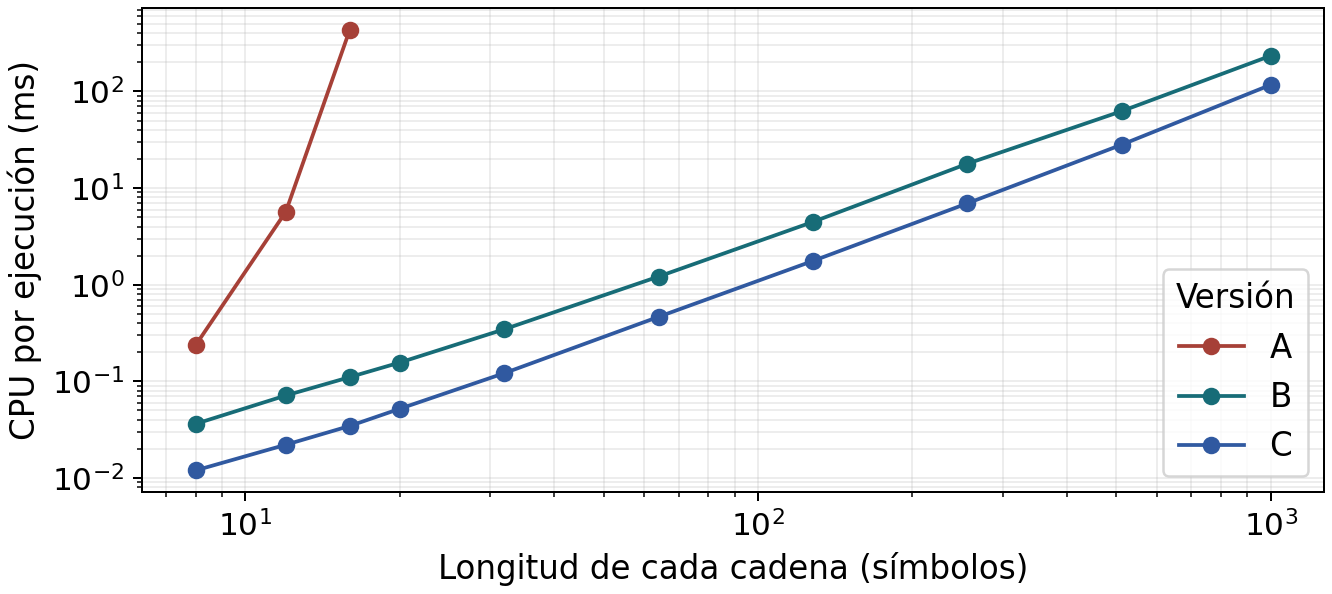 CPU por ejecución (ms)
10²
10¹
10⁰
10⁻¹
10⁻²
Versión
A
B
C
10¹ 10² 10³
Longitud de cada cadena (símbolos)